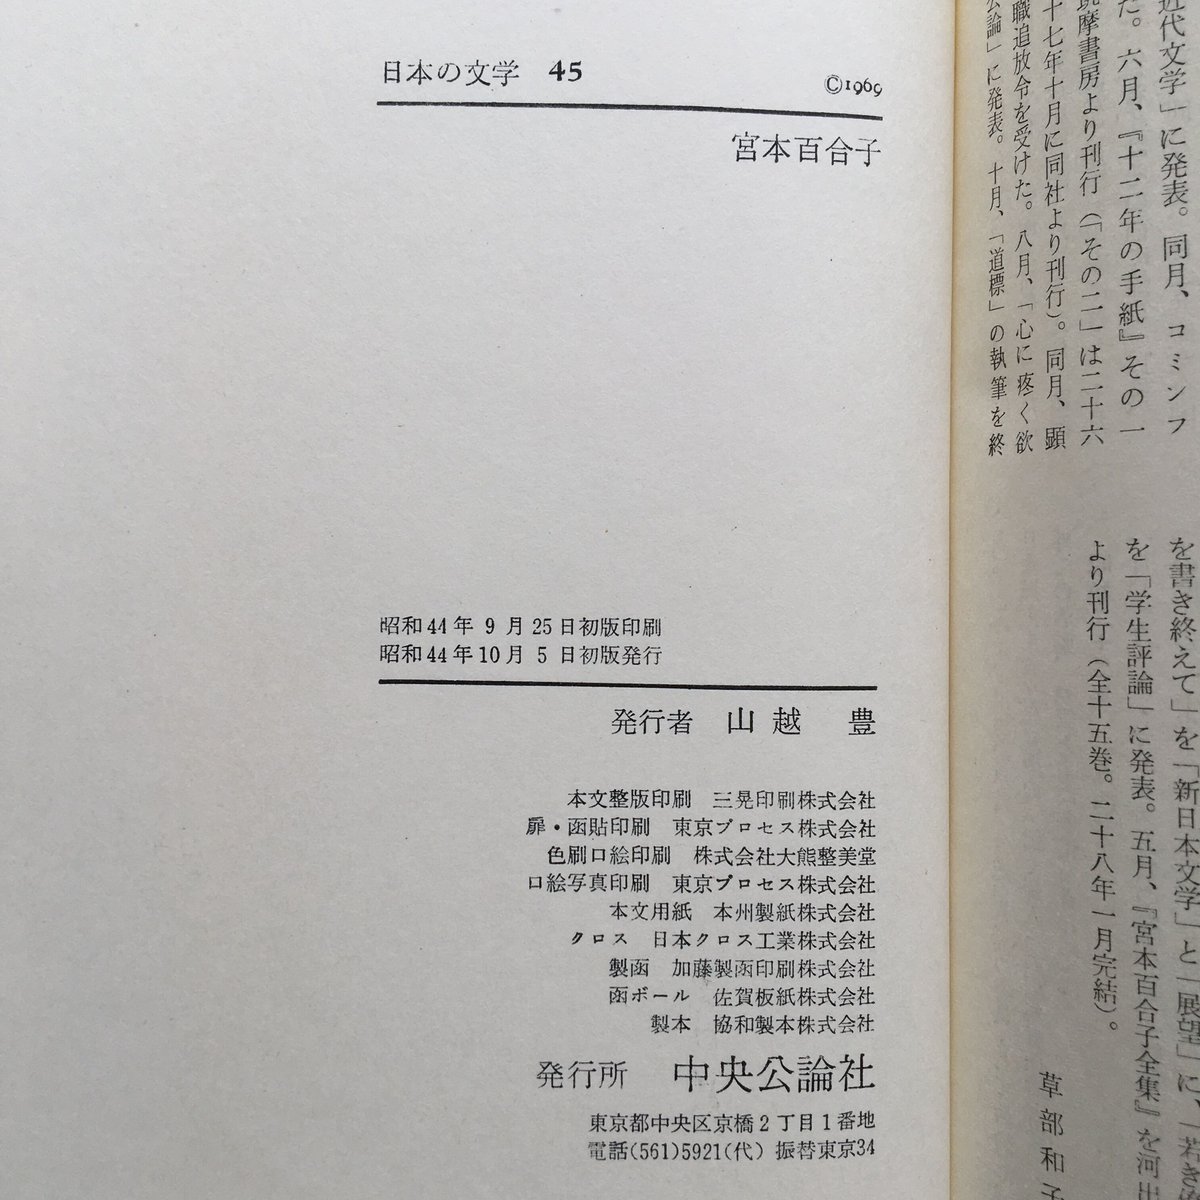 近代文学」に発表。同月、コミンフ
た。六月、『十二年の手紙』その一
筑摩書房より刊行（「その二」は二十六
十七年十月に同社より刊行）。同月、顕
職追放令を受けた。八月、「心に疼く欲
公論」に発表。十月、「道標」の執筆を終
を書き終えて」を「新日本文学」と「展望」に、「若き
を「学生評論」に発表。五月、『宮本百合子全集』を河出
より刊行（全十五巻。二十八年一月完結）。
草部和子
日本の文学 45
©1969
宮本百合子
昭和44年9月25日初版印刷
昭和44年10月5日初版発行
発行者 山越 豊
本文整版印刷 三晃印刷株式会社
扉・函貼印刷 東京プロセス株式会社
色刷口絵印刷 株式会社大熊整美堂
口絵写真印刷 東京プロセス株式会社
本文用紙 本州製紙株式会社
クロス 日本クロス工業株式会社
製函 加藤製函印刷株式会社
函ボール 佐賀板紙株式会社
製本 協和製本株式会社
発行所 中央公論社
東京都中央区京橋2丁目1番地
電話(561)5921(代) 振替東京34